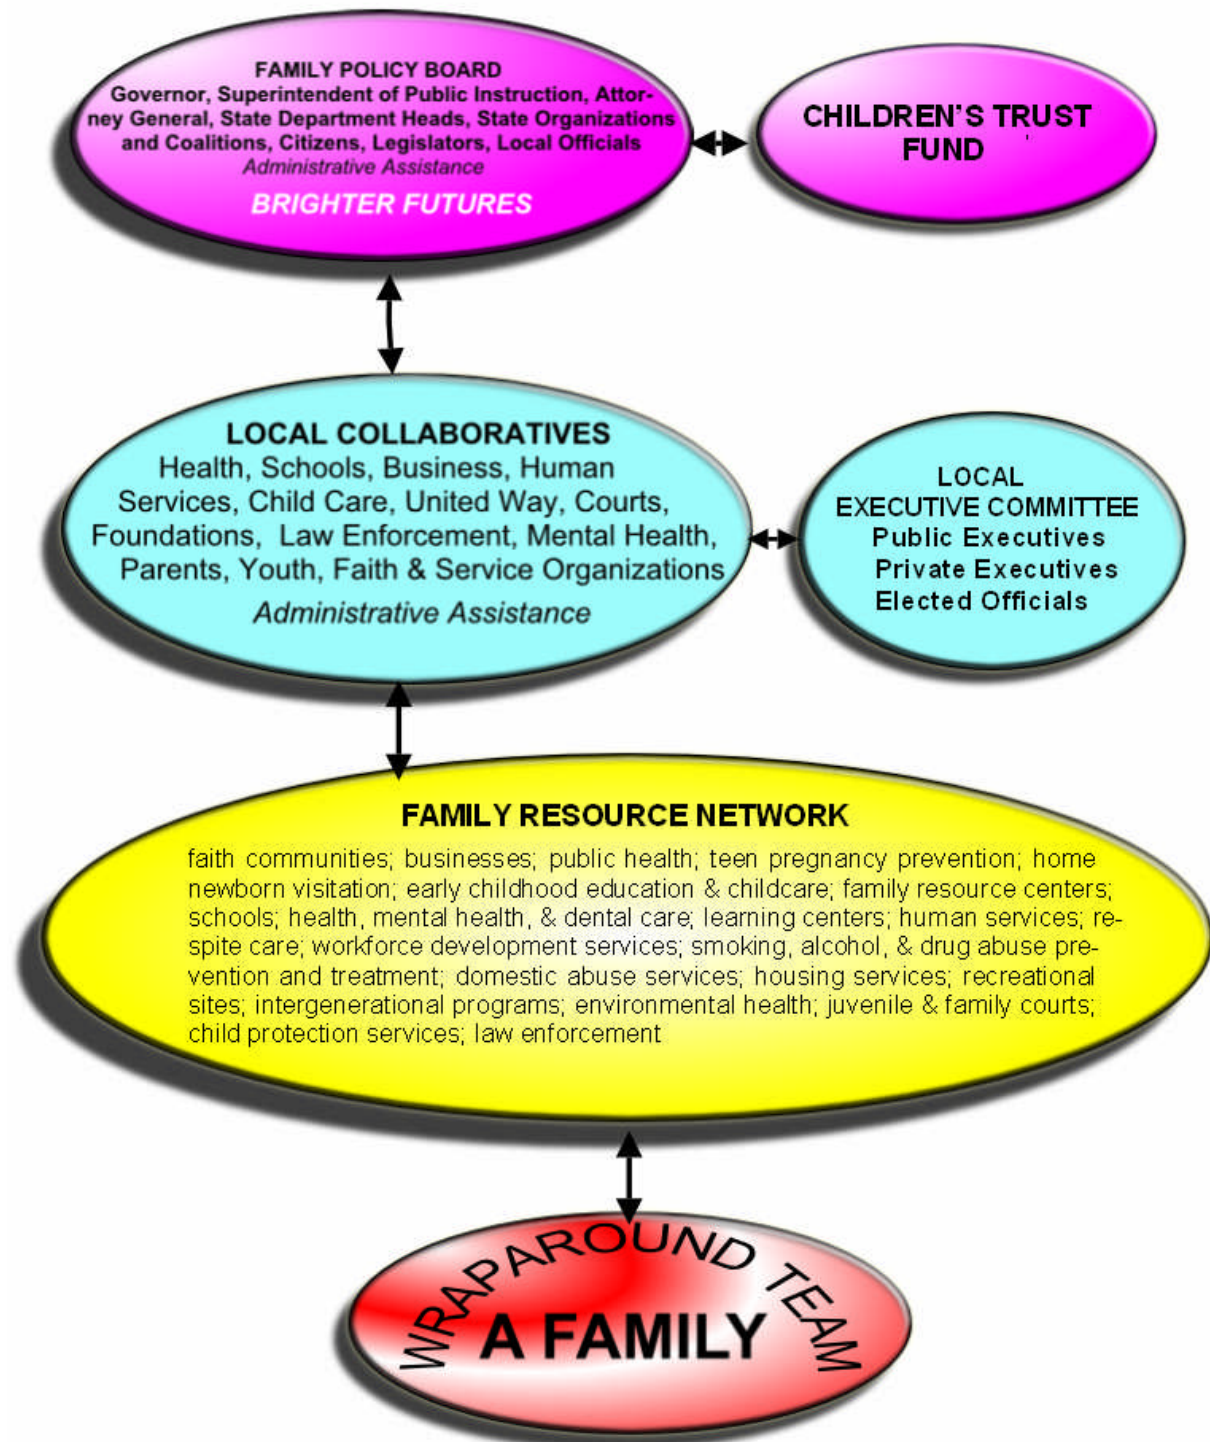 FAMILY POLICY BOARD
Governor, Superintendent of Public Instruction, Attor-
ney General, State Department Heads, State Organizations
and Coalitions, Citizens, Legislators, Local Officials
Administrative Assistance
BRIGHTER FUTURES
CHILDREN'S TRUST
FUND
LOCAL COLLABORATIVES
Health, Schools, Business, Human
Services, Child Care, United Way, Courts,
Foundations, Law Enforcement, Mental Health,
Parents, Youth, Faith & Service Organizations
Administrative Assistance
LOCAL
EXECUTIVE COMMITTEE
Public Executives
Private Executives
Elected Officials
FAMILY RESOURCE NETWORK
faith communities; businesses; public health; teen pregnancy prevention; home
newborn visitation; early childhood education & childcare; family resource centers;
schools; health, mental health, & dental care; learning centers; human services; re-
spite care; workforce development services; smoking, alcohol, & drug abuse pre-
vention and treatment; domestic abuse services; housing services; recreational
sites; intergenerational programs; environmental health; juvenile & family courts;
child protection services; law enforcement
WRAPAROUND TEAM
A FAMILY